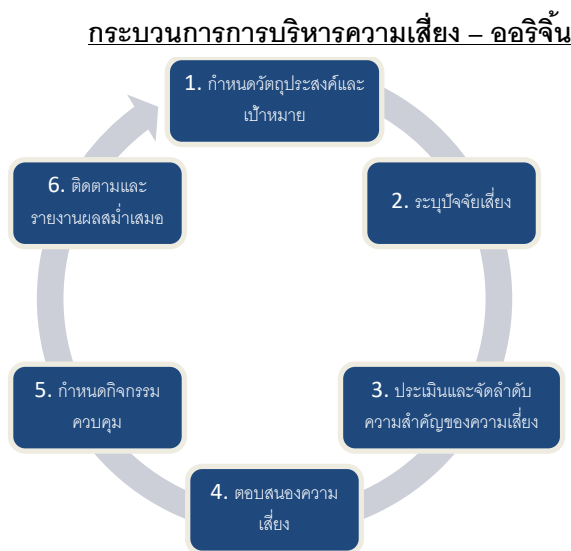 กระบวนการการบริหารความเสี่ยง – ออริจิ้น
1. กำหนดวัตถุประสงค์และ
เป้าหมาย
2. ระบุปัจจัยเสี่ยง
3. ประเมินและจัดลำดับ
ความสำคัญของความเสี่ยง
4. ตอบสนองความ
เสี่ยง
5. กำหนดกิจกรรม
ควบคุม
6. ติดตามและ
รายงานผลสม่ำเสมอ